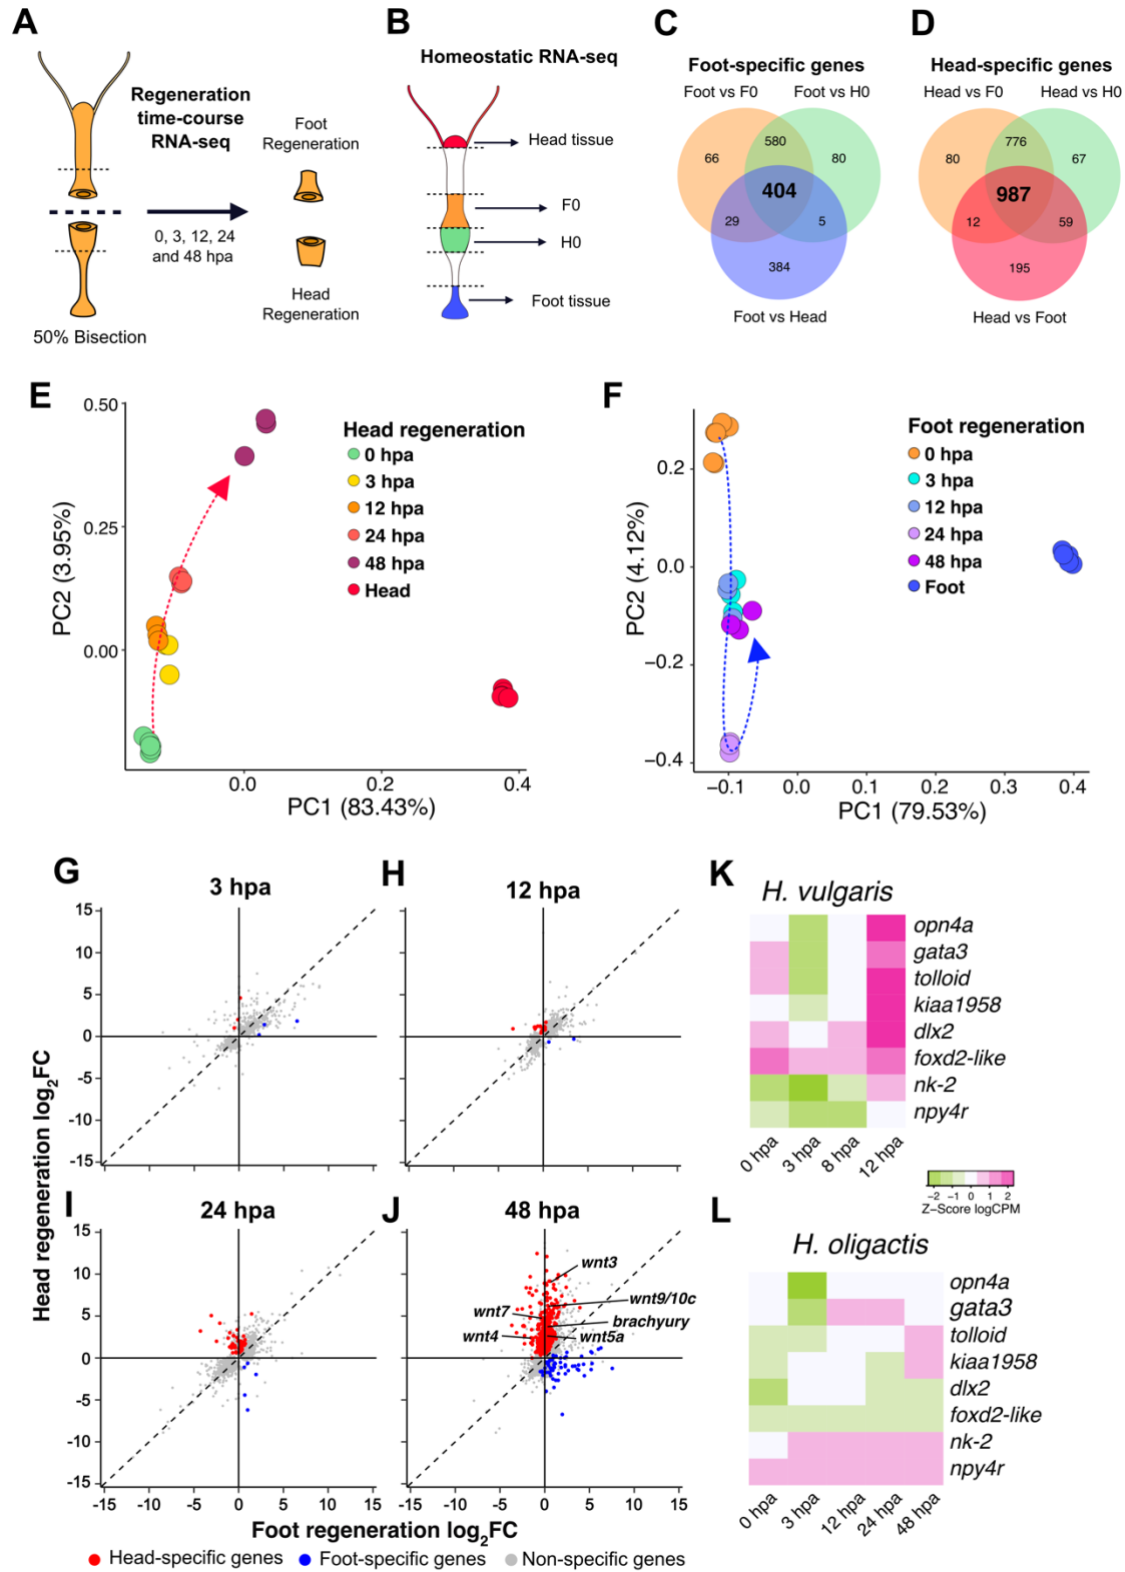 A
Regeneration
time-course
RNA-seq
0, 3, 12, 24
and 48 hpa
Foot
Regeneration
Head
Regeneration
50% Bisection
B
Homeostatic RNA-seq
Head tissue
F0
H0
Foot tissue
C
Foot-specific genes
Foot vs F0
Foot vs H0
66
580
80
404
29
5
384
Foot vs Head
D
Head-specific genes
Head vs F0
Head vs H0
80
776
67
987
12
59
195
Head vs Foot
E
PC2 (3.95%)
0.50
0.25
0.00
0.0
0.2
0.4
PC1 (83.43%)
Head regeneration
0 hpa
3 hpa
12 hpa
24 hpa
48 hpa
Head
F
PC2 (4.12%)
0.2
0.0
−0.2
−0.4
−0.1
0.0
0.1
0.2
0.3
0.4
PC1 (79.53%)
Foot regeneration
0 hpa
3 hpa
12 hpa
24 hpa
48 hpa
Foot
Head regeneration log2FC
G
3 hpa
15
10
5
0
-5
-10
-15
H
12 hpa
I
24 hpa
15
10
5
0
-5
-10
-15
-15
-10
-5
0
5
10
15
J
48 hpa
wnt3
wnt9/10c
wnt7
brachyury
wnt4
wnt5a
-15
-10
-5
0
5
10
15
Foot regeneration log2FC
Head-specific genes
Foot-specific genes
Non-specific genes
K
H. vulgaris
opn4a
gata3
tolloid
kiaa1958
dlx2
foxd2-like
nk-2
npy4r
0 hpa
3 hpa
8 hpa
12 hpa
−2 −1 0 1 2
Z−Score logCPM
L
H. oligactis
opn4a
gata3
tolloid
kiaa1958
dlx2
foxd2-like
nk-2
npy4r
0 hpa
3 hpa
12 hpa
24 hpa
48 hpa